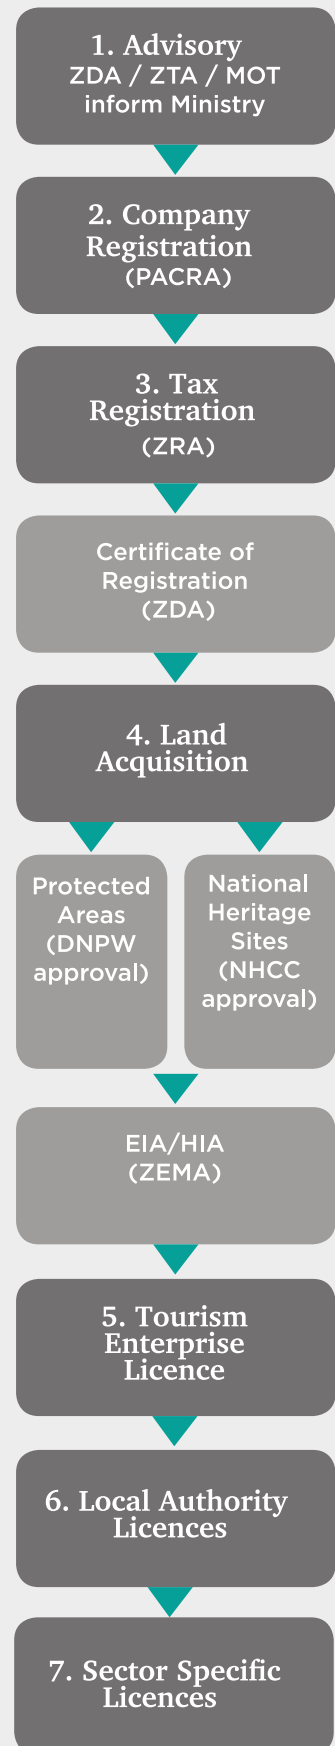 1. Advisory
ZDA / ZTA / MOT
inform Ministry
2. Company
Registration
(PACRA)
3. Tax
Registration
(ZRA)
Certificate of
Registration
(ZDA)
4. Land
Acquisition
Protected
Areas
(DNPW
approval)
National
Heritage
Sites
(NHCC
approval)
EIA/HIA
(ZEMA)
5. Tourism
Enterprise
Licence
6. Local Authority
Licences
7. Sector Specific
Licences